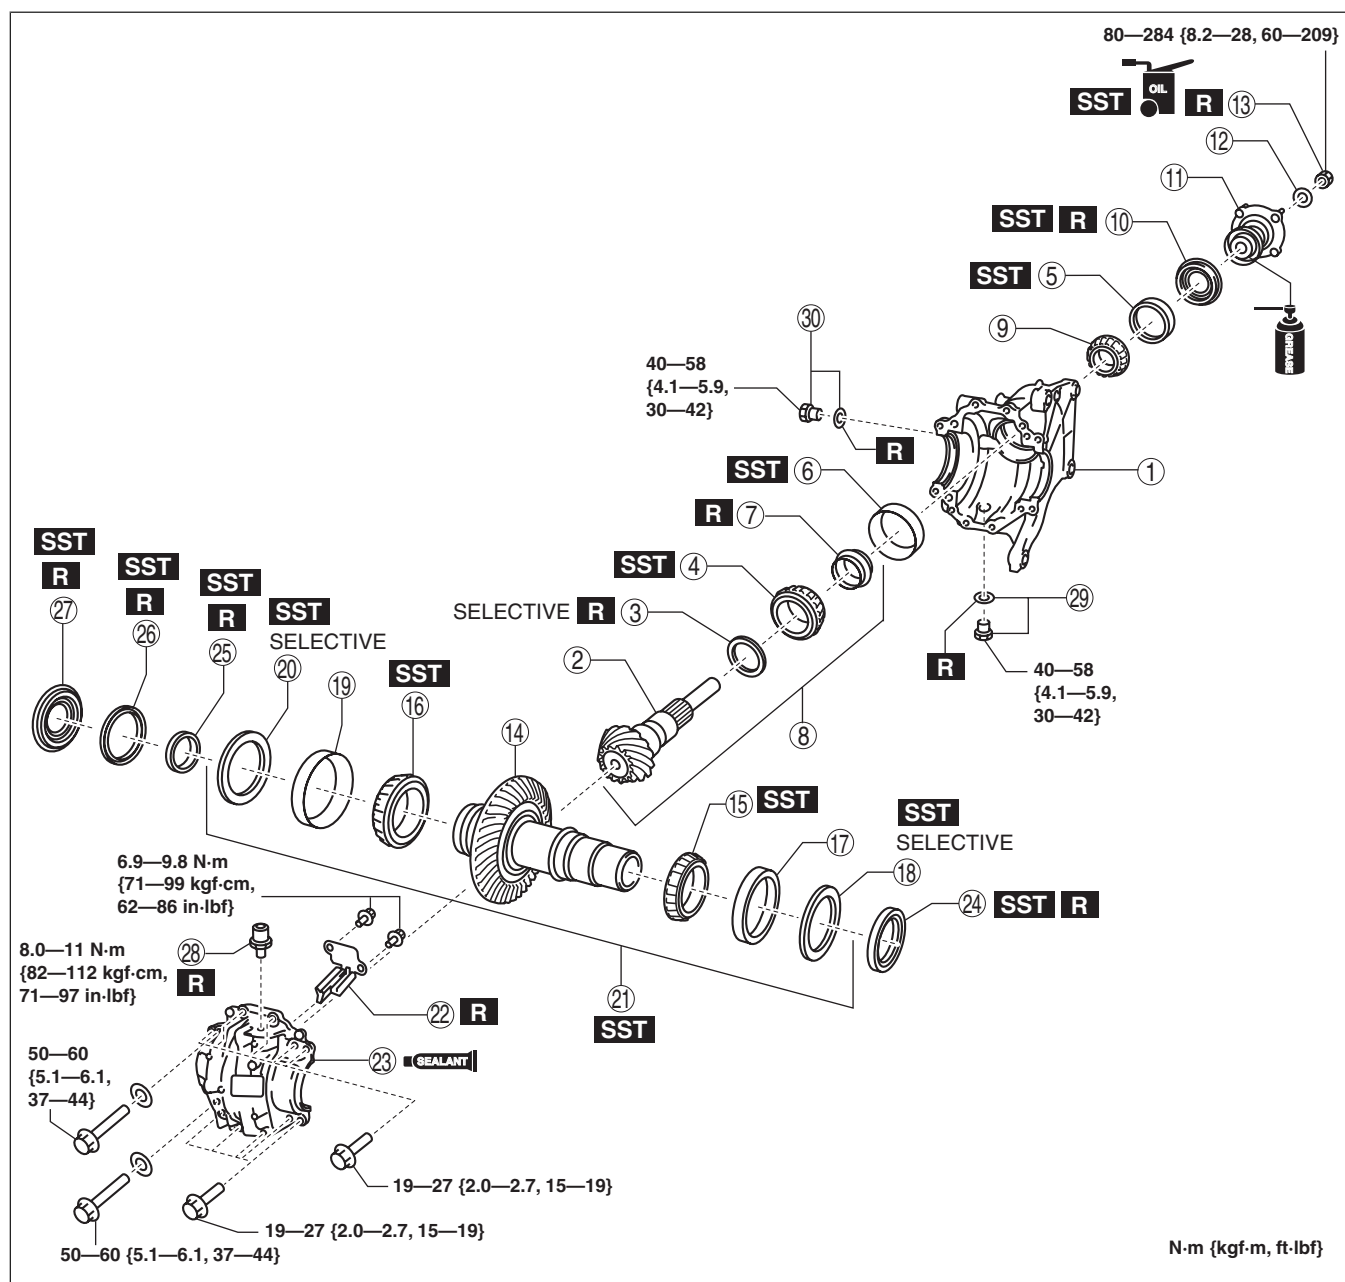 80—284 {8.2—28, 60—209}
OIL
SST R 13
12
11
SST R 10
SST 5
9
GREASE
30
40—58
{4.1—5.9,
30—42}
R
1
SST 6
R 7
SST 4
SELECTIVE R 3
2
29
R
40—58
{4.1—5.9,
30—42}
8
SST
R
27
SST
R
26
SST
R
25
SST
SELECTIVE
20
19
SST
16
14
15 SST
SST
SELECTIVE
17
18
24 SST R
6.9—9.8 N·m
{71—99 kgf·cm,
62—86 in·lbf}
28
8.0—11 N·m
{82—112 kgf·cm,
71—97 in·lbf}
R
22 R
21
SST
23 SEALANT
50—60
{5.1—6.1,
37—44}
19—27 {2.0—2.7, 15—19}
19—27 {2.0—2.7, 15—19}
50—60 {5.1—6.1, 37—44}
N·m {kgf·m, ft·lbf}